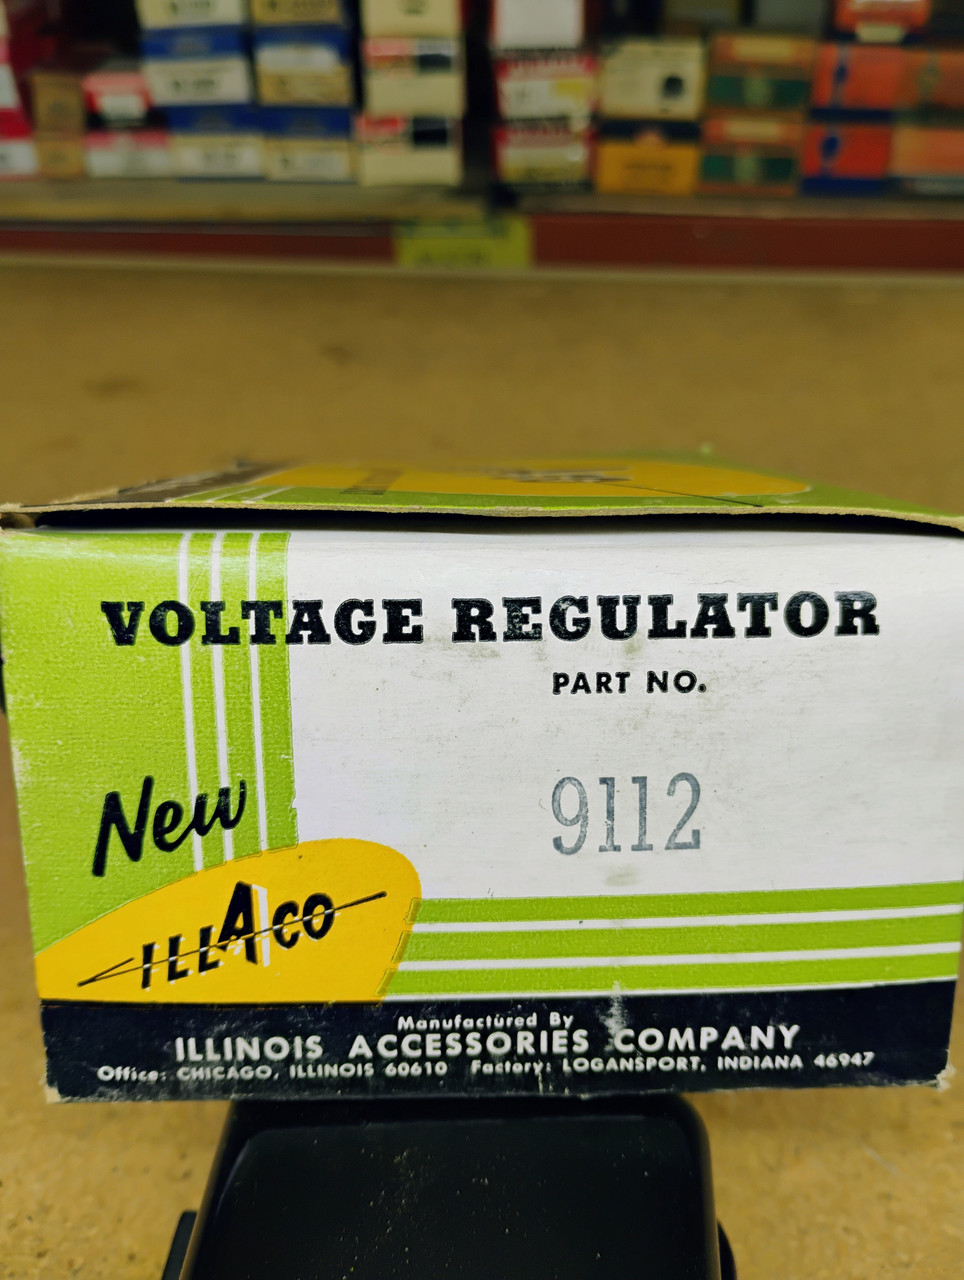 VOLTAGE REGULATOR
PART NO.
9112
New
ILLACO
Manufactured By
ILLINOIS ACCESSORIES COMPANY
Office: CHICAGO, ILLINOIS 60610 Factory: LOGANSPORT, INDIANA 46947